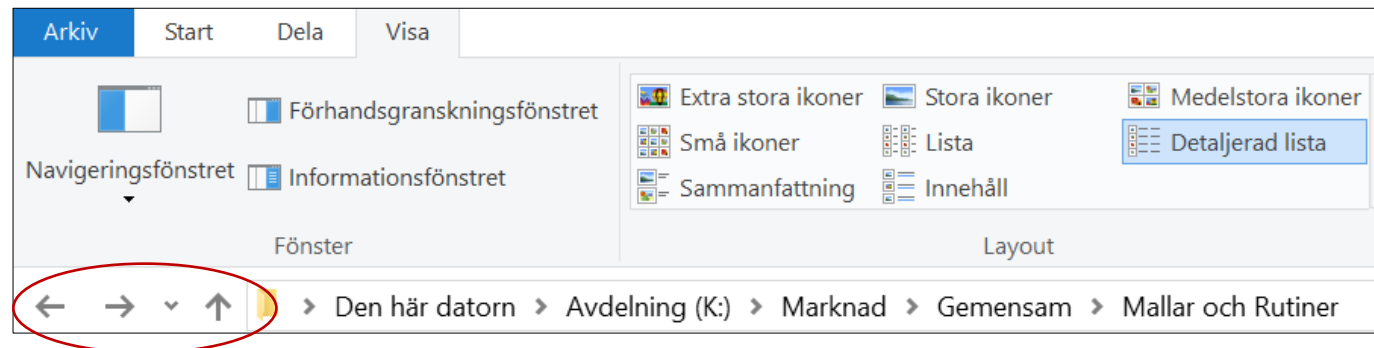 Arkiv Start Dela Visa
Förhandsgranskningsfönstret
Navigeringsfönstret
Informationsfönstret
Fönster
Extra stora ikoner Stora ikoner Medelstora ikoner
Små ikoner Lista Detaljerad lista
Sammanfattning Innehåll
Layout
Den här datorn > Avdelning (K:) > Marknad > Gemensam > Mallar och Rutiner